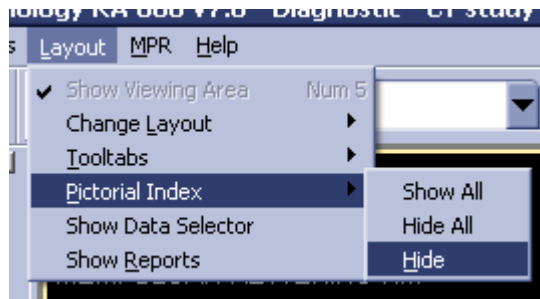 Diagnostic
Layout MPR Help
Show Viewing Area Num 5
Change Layout
Tooltabs
Pictorial Index
Show All
Show Data Selector
Hide All
Show Reports
Hide